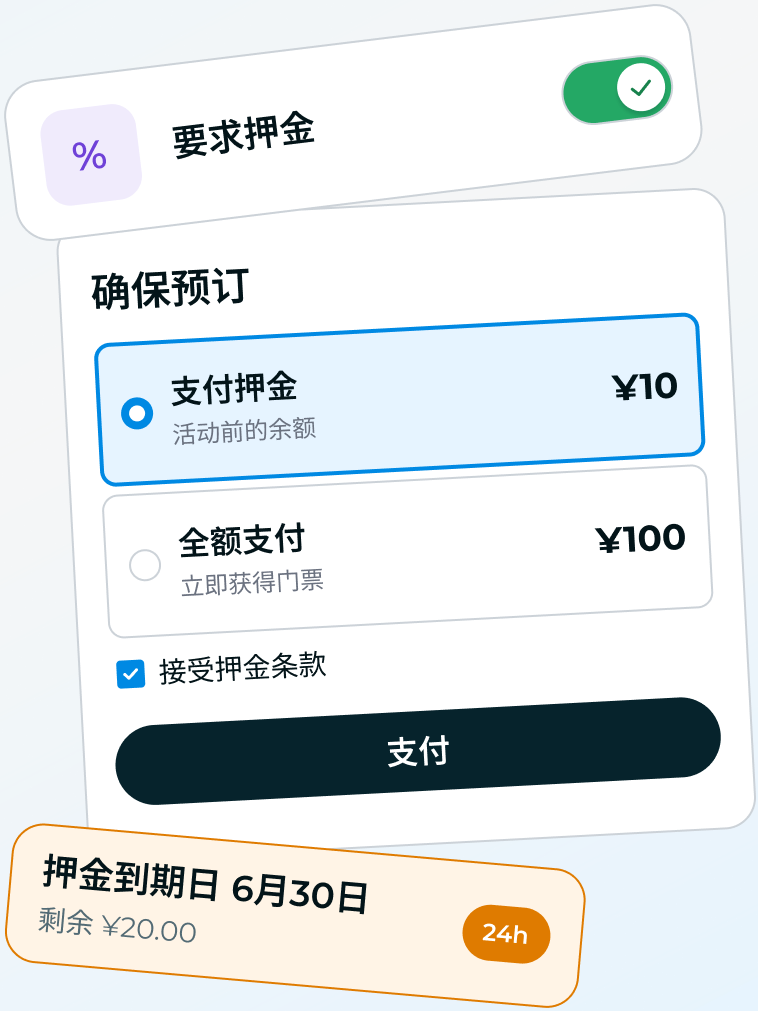 %
要求押金
确保预订
支付押金
¥10
活动前的余额
全额支付
¥100
立即获得门票
接受押金条款
支付
押金到期日 6月30日
剩余 ¥20.00
24h